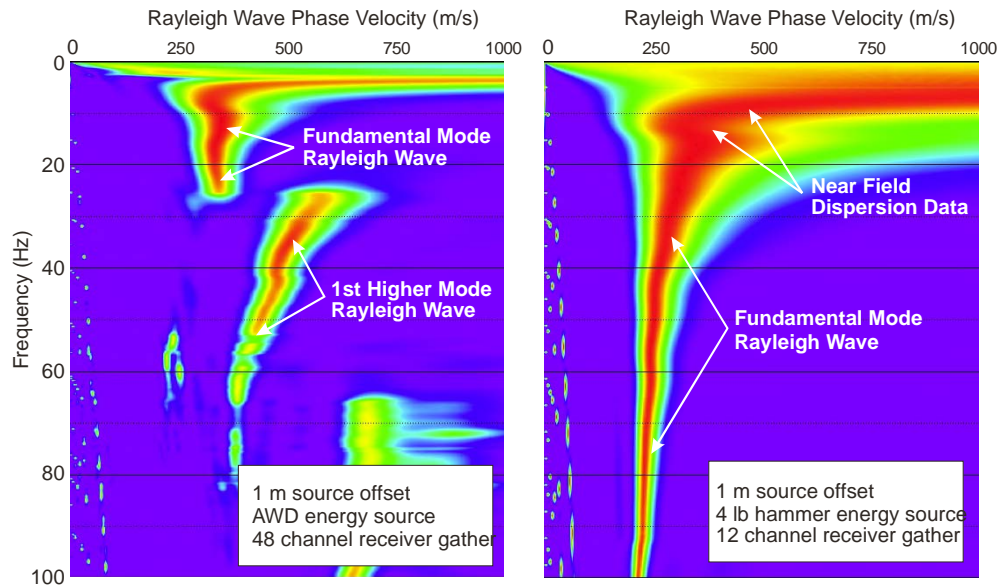 Rayleigh Wave Phase Velocity (m/s)
0 250 500 750 1000
Frequency (Hz)
0
20
40
60
80
100
Fundamental Mode
Rayleigh Wave
1st Higher Mode
Rayleigh Wave
1 m source offset
AWD energy source
48 channel receiver gather
Rayleigh Wave Phase Velocity (m/s)
0 250 500 750 1000
Near Field
Dispersion Data
Fundamental Mode
Rayleigh Wave
1 m source offset
4 lb hammer energy source
12 channel receiver gather